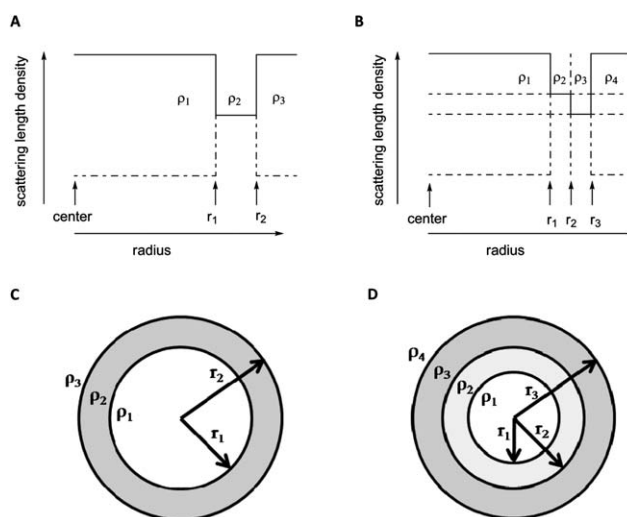 A
B
scattering length density
ρ1
ρ2
ρ3
center
r1
r2
radius
scattering length density
ρ1
ρ2
ρ3
ρ4
center
r1
r2
r3
radius
C
D
ρ3
ρ2
ρ1
r2
r1
ρ4
ρ3
ρ2
ρ1
r3
r1
r2